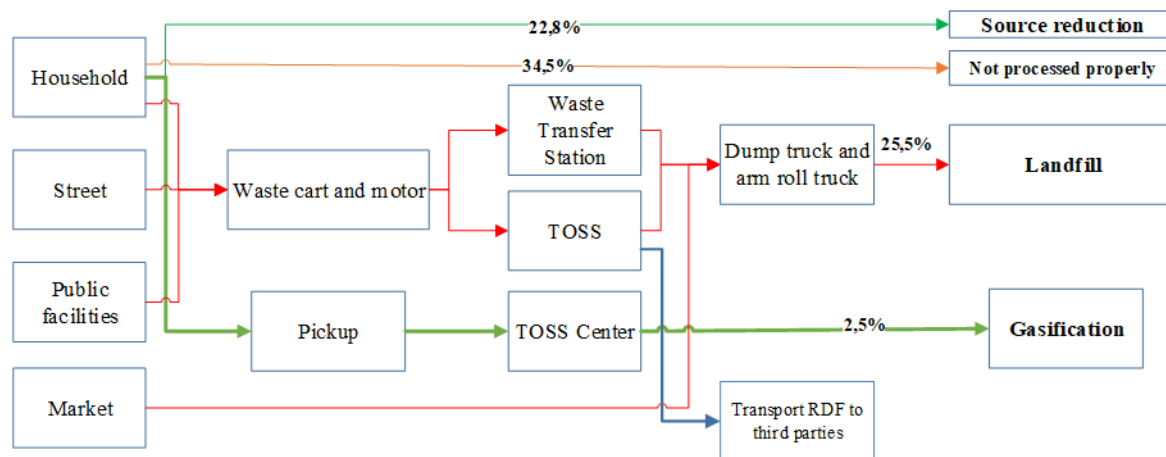 22,8%
Source reduction
34,5%
Not processed properly
Household
Waste
Transfer
Station
Dump truck and
arm roll truck
25,5%
Landfill
Street
Waste cart and motor
TOSS
Public
facilities
Pickup
TOSS Center
2,5%
Gasification
Market
Transport RDF to
third parties